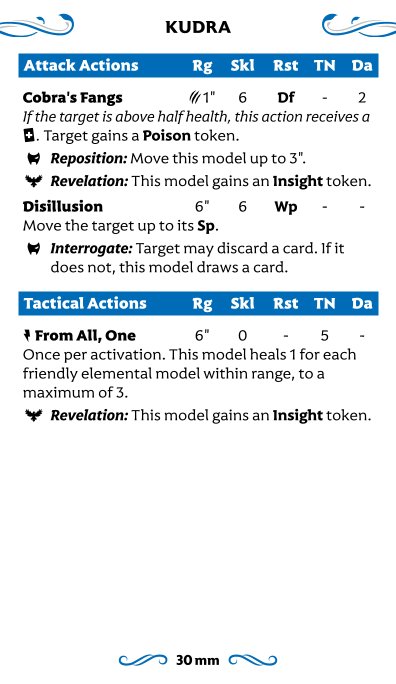 KUDRA
Attack Actions Rg Skl Rst TN Da
Cobra's Fangs 1" 6 Df - 2
If the target is above half health, this action receives a
. Target gains a Poison token.
Reposition: Move this model up to 3".
Revelation: This model gains an Insight token.
Disillusion 6" 6 Wp - -
Move the target up to its Sp.
Interrogate: Target may discard a card. If it
does not, this model draws a card.
Tactical Actions Rg Skl Rst TN Da
From All, One 6" 0 - 5 -
Once per activation. This model heals 1 for each
friendly elemental model within range, to a
maximum of 3.
Revelation: This model gains an Insight token.
30 mm